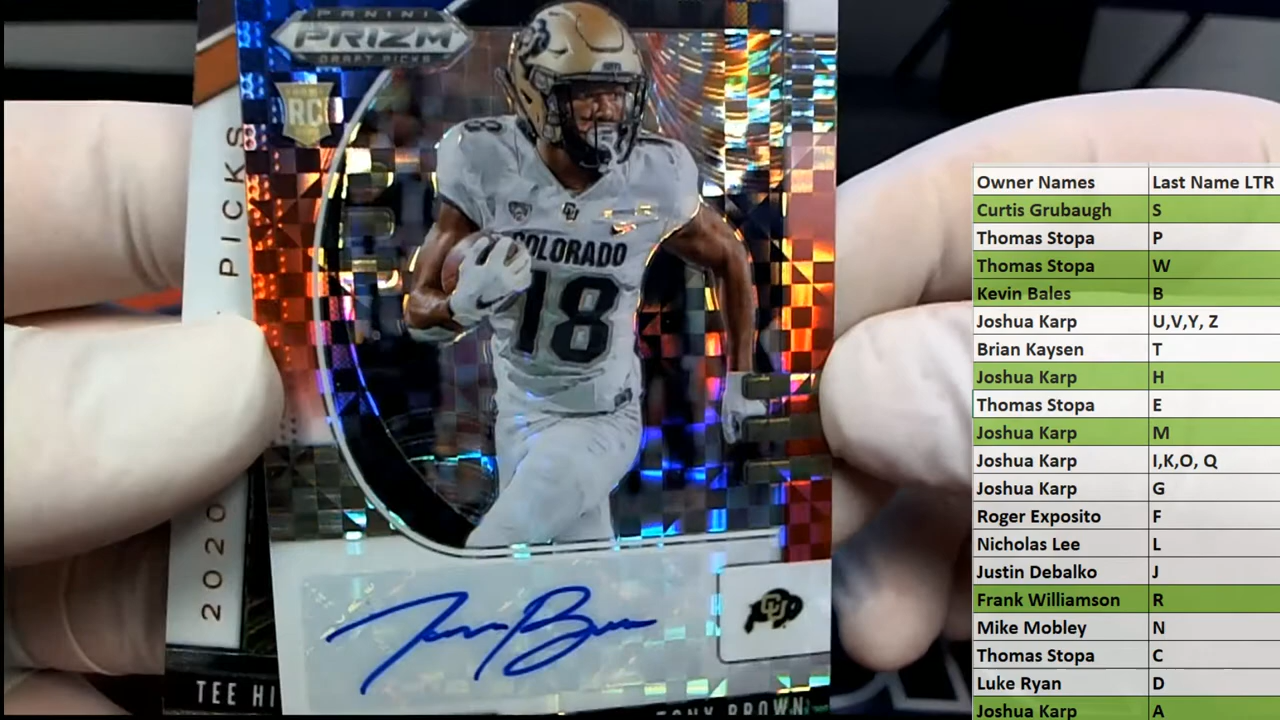 PANINI
PRIZM
DRAFT PICKS
RC
PICKS
2020
18
COLORADO
18
CU
TEE HI
TONY BROWN
Owner Names Last Name LTR
Curtis Grubaugh S
Thomas Stopa P
Thomas Stopa W
Kevin Bales B
Joshua Karp U,V,Y, Z
Brian Kaysen T
Joshua Karp H
Thomas Stopa E
Joshua Karp M
Joshua Karp I,K,O, Q
Joshua Karp G
Roger Exposito F
Nicholas Lee L
Justin Debalko J
Frank Williamson R
Mike Mobley N
Thomas Stopa C
Luke Ryan D
Joshua Karp A